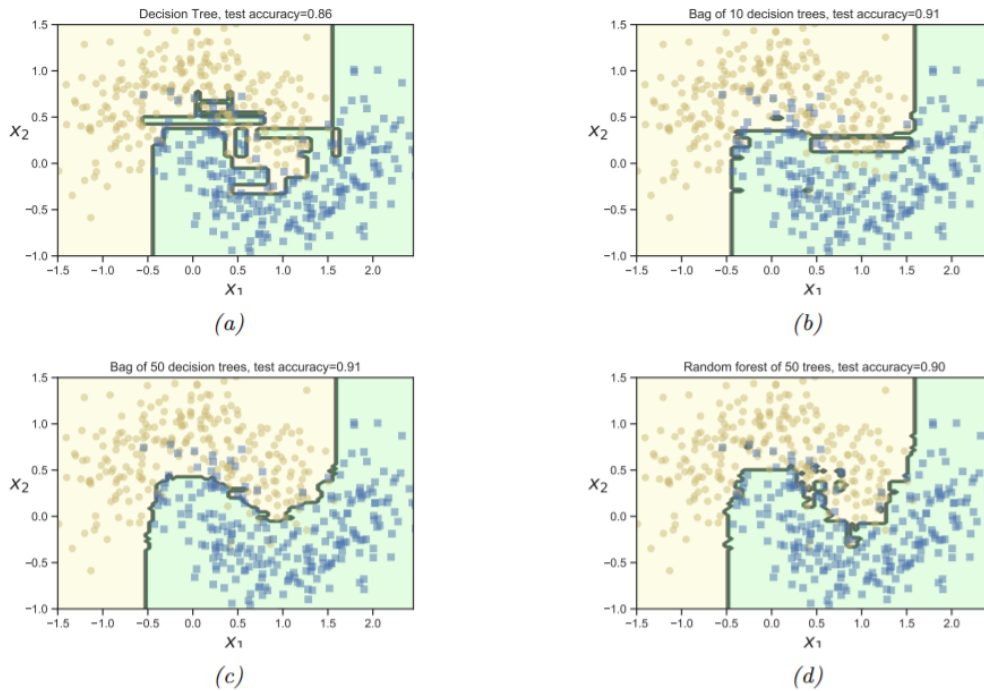 Decision Tree, test accuracy=0.86
1.5
1.0
0.5
0.0
−0.5
−1.0
x2
−1.5 −1.0 −0.5 0.0 0.5 1.0 1.5 2.0
x1
(a)
Bag of 10 decision trees, test accuracy=0.91
1.5
1.0
0.5
0.0
−0.5
−1.0
x2
−1.5 −1.0 −0.5 0.0 0.5 1.0 1.5 2.0
x1
(b)
Bag of 50 decision trees, test accuracy=0.91
1.5
1.0
0.5
0.0
−0.5
−1.0
x2
−1.5 −1.0 −0.5 0.0 0.5 1.0 1.5 2.0
x1
(c)
Random forest of 50 trees, test accuracy=0.90
1.5
1.0
0.5
0.0
−0.5
−1.0
x2
−1.5 −1.0 −0.5 0.0 0.5 1.0 1.5 2.0
x1
(d)